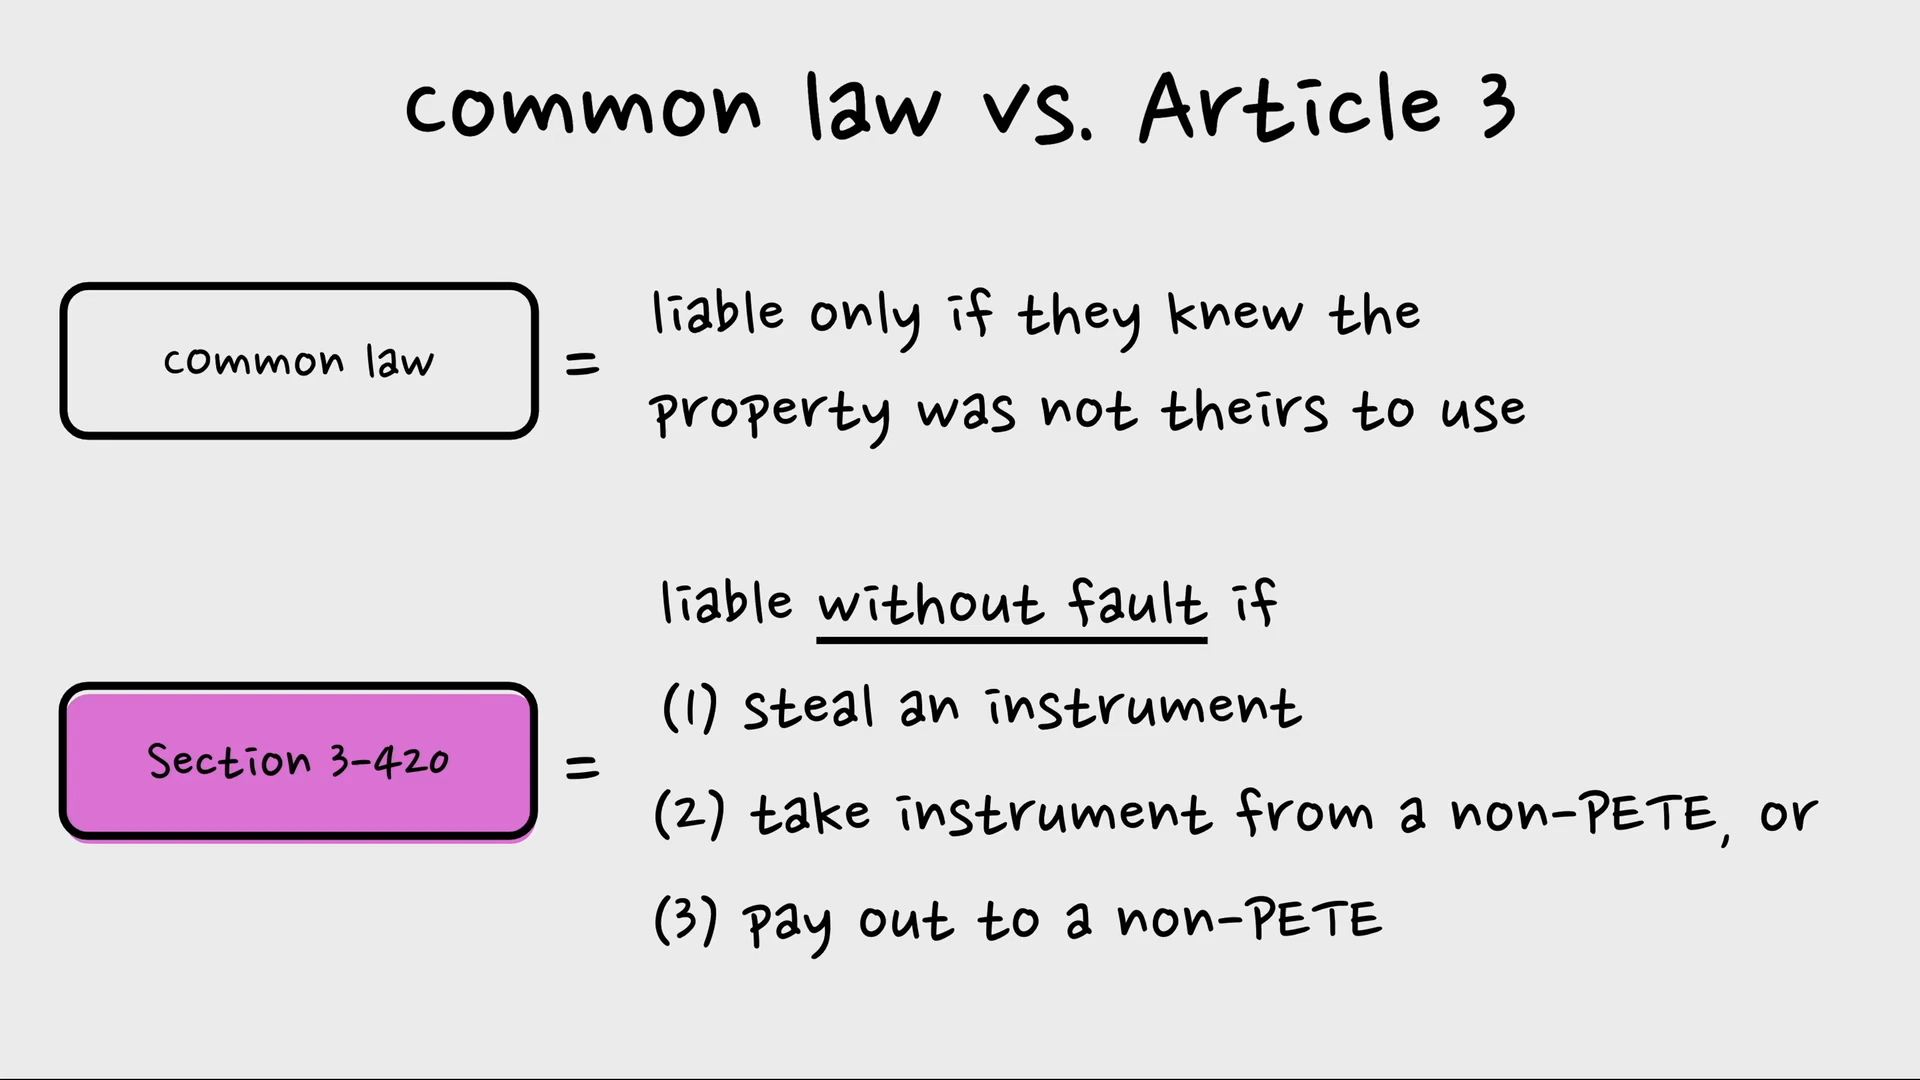 common law vs. Article 3
common law
=
liable only if they knew the
property was not theirs to use
Section 3-420
=
liable without fault if
(1) steal an instrument
(2) take instrument from a non-PETE, or
(3) pay out to a non-PETE